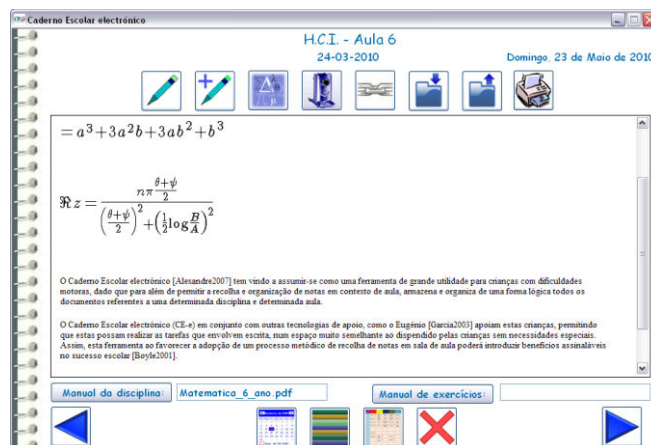 Caderno Escolar electrónico
H.C.I. - Aula 6
24-03-2010
Domingo, 23 de Maio de 2010
= a³+3a²b+3ab²+b³
ℜz = (nπ (θ+ψ)/2) / (((θ+ψ)/2)² + (½ log B/A)²)
O Caderno Escolar electrónico [Alexandre2007] tem vindo a assumir-se como uma ferramenta de grande utilidade para crianças com dificuldades
motoras, dado que para além de permitir a recolha e organização de notas em contexto de aula, armazena e organiza de uma forma lógica todos os
documentos referentes a uma determinada disciplina e determinada aula.
O Caderno Escolar electrónico (CE-e) em conjunto com outras tecnologias de apoio, como o Eugénio [Garcia2003] apoiam estas crianças, permitindo
que estas possam realizar as tarefas que envolvem escrita, num espaço muito semelhante ao dispendido pelas crianças sem necessidades especiais.
Assim, esta ferramenta ao favorecer a adopção de um processo metódico de recolha de notas em sala de aula poderá introduzir benefícios assinaláveis
no sucesso escolar [Boyle2001].
Manual da disciplina: Matematica_6_ano.pdf Manual de exercícios: